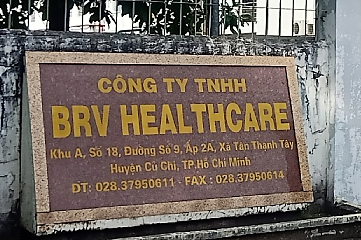 CÔNG TY TNHH
BRV HEALTHCARE
Khu A, Số 18, Đường Số 9, Ấp 2A, Xã Tân Thạnh Tây
Huyện Củ Chi, TP.Hồ Chí Minh
ĐT: 028.37950611 - FAX : 028.37950614